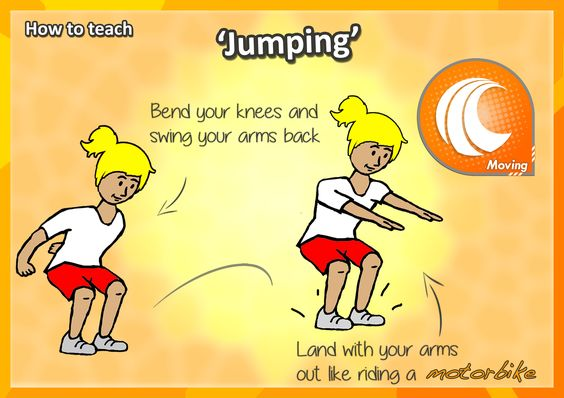 How to teach
‘Jumping’
Bend your knees and
swing your arms back
Moving
Land with your arms
out like riding a motorbike